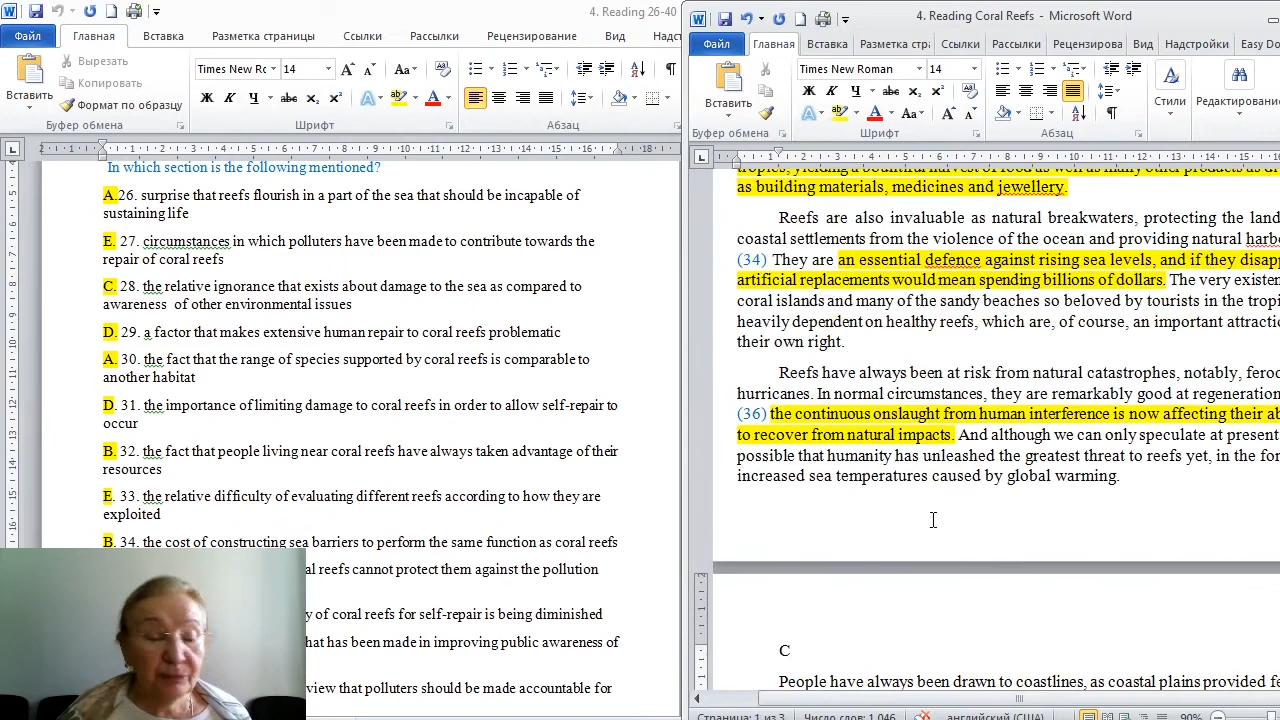 4. Reading 26-40
Файл Главная Вставка Разметка страницы Ссылки Рассылки Рецензирование Вид Надст
Вставить
Вырезать
Копировать
Формат по образцу
Times New Rc 14
Буфер обмена Шрифт Абзац
In which section is the following mentioned?
A.26. surprise that reefs flourish in a part of the sea that should be incapable of
sustaining life
E. 27. circumstances in which polluters have been made to contribute towards the
repair of coral reefs
C. 28. the relative ignorance that exists about damage to the sea as compared to
awareness of other environmental issues
D. 29. a factor that makes extensive human repair to coral reefs problematic
A. 30. the fact that the range of species supported by coral reefs is comparable to
another habitat
D. 31. the importance of limiting damage to coral reefs in order to allow self-repair to
occur
B. 32. the fact that people living near coral reefs have always taken advantage of their
resources
E. 33. the relative difficulty of evaluating different reefs according to how they are
exploited
B. 34. the cost of constructing sea barriers to perform the same function as coral reefs
al reefs cannot protect them against the pollution
y of coral reefs for self-repair is being diminished
hat has been made in improving public awareness of
view that polluters should be made accountable for
4. Reading Coral Reefs - Microsoft Word
Файл Главная Вставка Разметка стра Ссылки Рассылки Рецензирова Вид Надстройки Easy Do
Вставить
Times New Roman 14
Стили
Редактирование
Буфер обмена Шрифт Абзац
as building materials, medicines and jewellery.
Reefs are also invaluable as natural breakwaters, protecting the land
coastal settlements from the violence of the ocean and providing natural harbo
(34) They are an essential defence against rising sea levels, and if they disapp
artificial replacements would mean spending billions of dollars. The very existen
coral islands and many of the sandy beaches so beloved by tourists in the tropi
heavily dependent on healthy reefs, which are, of course, an important attracti
their own right.
Reefs have always been at risk from natural catastrophes, notably, feroc
hurricanes. In normal circumstances, they are remarkably good at regeneration
(36) the continuous onslaught from human interference is now affecting their ab
to recover from natural impacts. And although we can only speculate at present
possible that humanity has unleashed the greatest threat to reefs yet, in the for
increased sea temperatures caused by global warming.
C
People have always been drawn to coastlines, as coastal plains provided fe
Страница: 1 из 3 Число слов: 1 046 английский (США) 90%